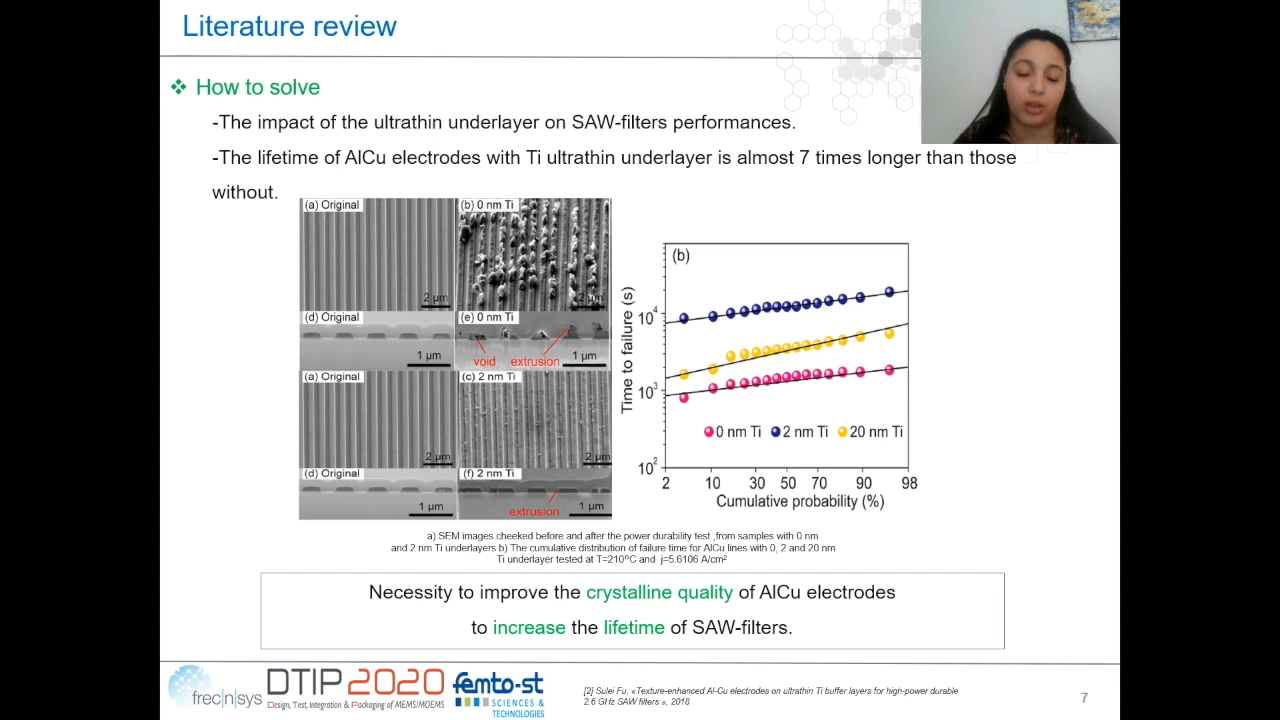 Literature review
❖ How to solve
-The impact of the ultrathin underlayer on SAW-filters performances.
-The lifetime of AlCu electrodes with Ti ultrathin underlayer is almost 7 times longer than those
without.
(a) Original
(b) 0 nm Ti
2 µm
2 µm
(d) Original
(e) 0 nm Ti
void
extrusion
1 µm
1 µm
(a) Original
(c) 2 nm Ti
2 µm
2 µm
(d) Original
(f) 2 nm Ti
1 µm
extrusion
1 µm
(b)
Time to failure (s)
10⁴
10³
10²
0 nm Ti 2 nm Ti 20 nm Ti
2 10 30 50 70 90 98
Cumulative probability (%)
a) SEM images cheeked before and after the power durability test ,from samples with 0 nm
and 2 nm Ti underlayers b) The cumulative distribution of failure time for AlCu lines with 0, 2 and 20 nm
Ti underlayer tested at T=210°C and j=5.6106 A/cm²
Necessity to improve the crystalline quality of AlCu electrodes
to increase the lifetime of SAW-filters.
frec|n|sys
DTIP 2020
Design, Test, Integration & Packaging of MEMS/MOEMS
femto-st
SCIENCES &
TECHNOLOGIES
[2] Sulei Fu, «Texture-enhanced Al-Cu electrodes on ultrathin Ti buffer layers for high-power durable
2.6 GHz SAW filters », 2018
7